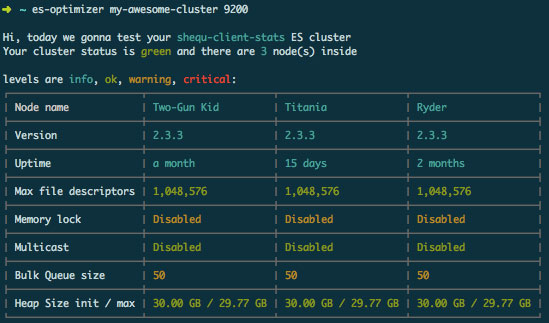 → ~ es-optimizer my-awesome-cluster 9200
Hi, today we gonna test your shequ-client-stats ES cluster
Your cluster status is green and there are 3 node(s) inside
levels are info, ok, warning, critical:
Node name | Two-Gun Kid | Titania | Ryder
Version | 2.3.3 | 2.3.3 | 2.3.3
Uptime | a month | 15 days | 2 months
Max file descriptors | 1,048,576 | 1,048,576 | 1,048,576
Memory lock | Disabled | Disabled | Disabled
Multicast | Disabled | Disabled | Disabled
Bulk Queue size | 50 | 50 | 50
Heap Size init / max | 30.00 GB / 29.77 GB | 30.00 GB / 29.77 GB | 30.00 GB / 29.77 GB